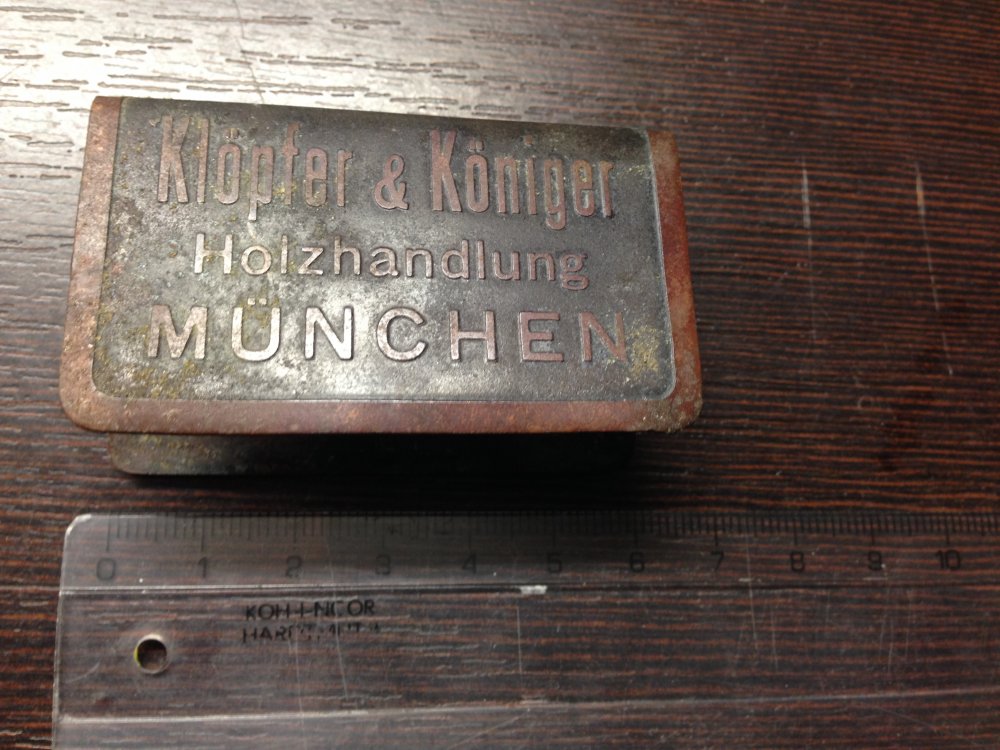 Klöpfer & Königer
Holzhandlung
MÜNCHEN
0 1 2 3 4 5 6 7 8 9 10
KOH-I-NOOR